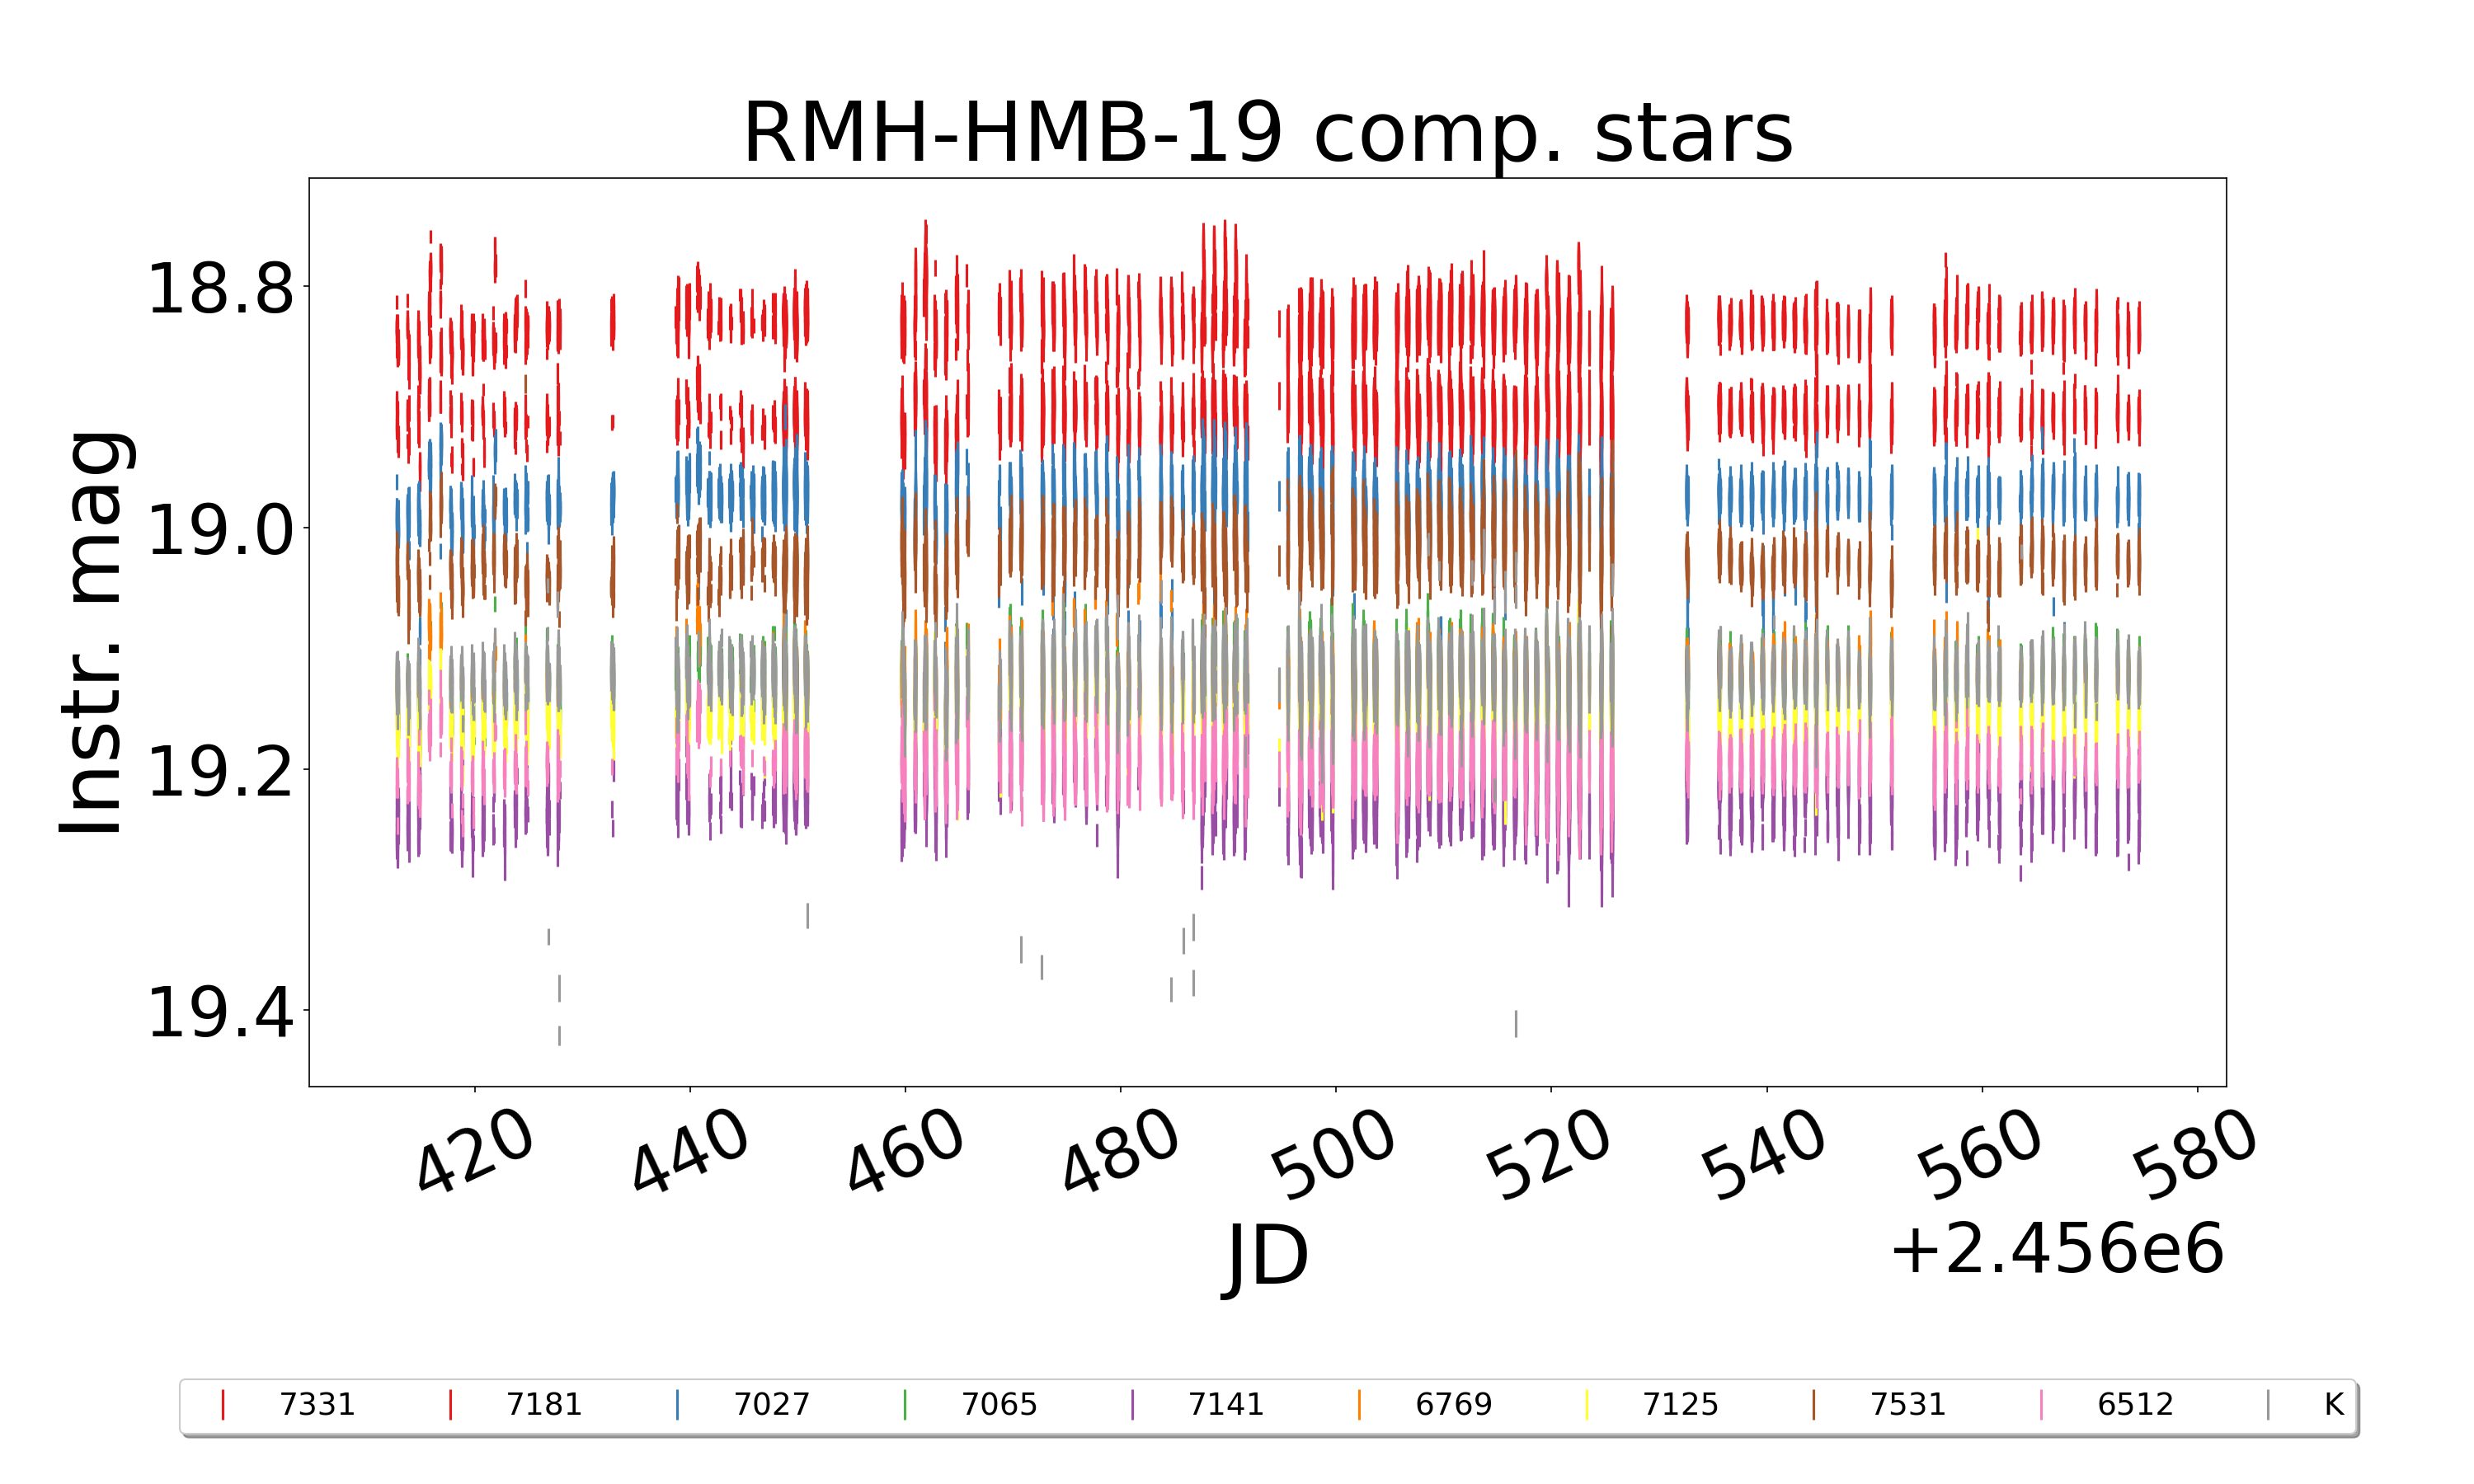 RMH-HMB-19 comp. stars
Instr. mag
18.8
19.0
19.2
19.4
420 440 460 480 500 520 540 560 580
JD
+2.456e6
7331 7181 7027 7065 7141 6769 7125 7531 6512 K